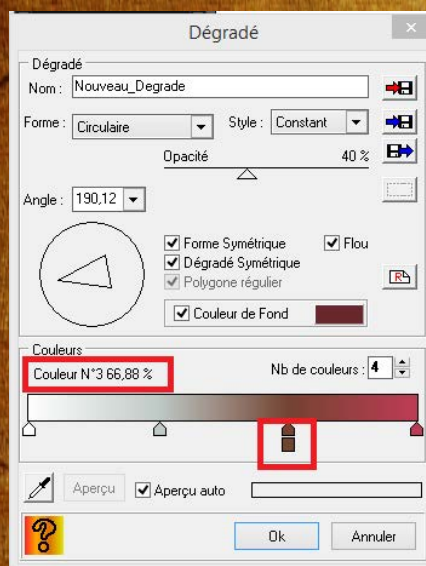 Dégradé
Dégradé
Nom : Nouveau_Degrade
Forme : Circulaire Style : Constant
Opacité 40 %
Angle : 190,12
Forme Symétrique Flou
Dégradé Symétrique
Polygone régulier
Couleur de Fond
R
Couleurs
Couleur N°3 66,88 % Nb de couleurs : 4
Aperçu Aperçu auto
? Ok Annuler